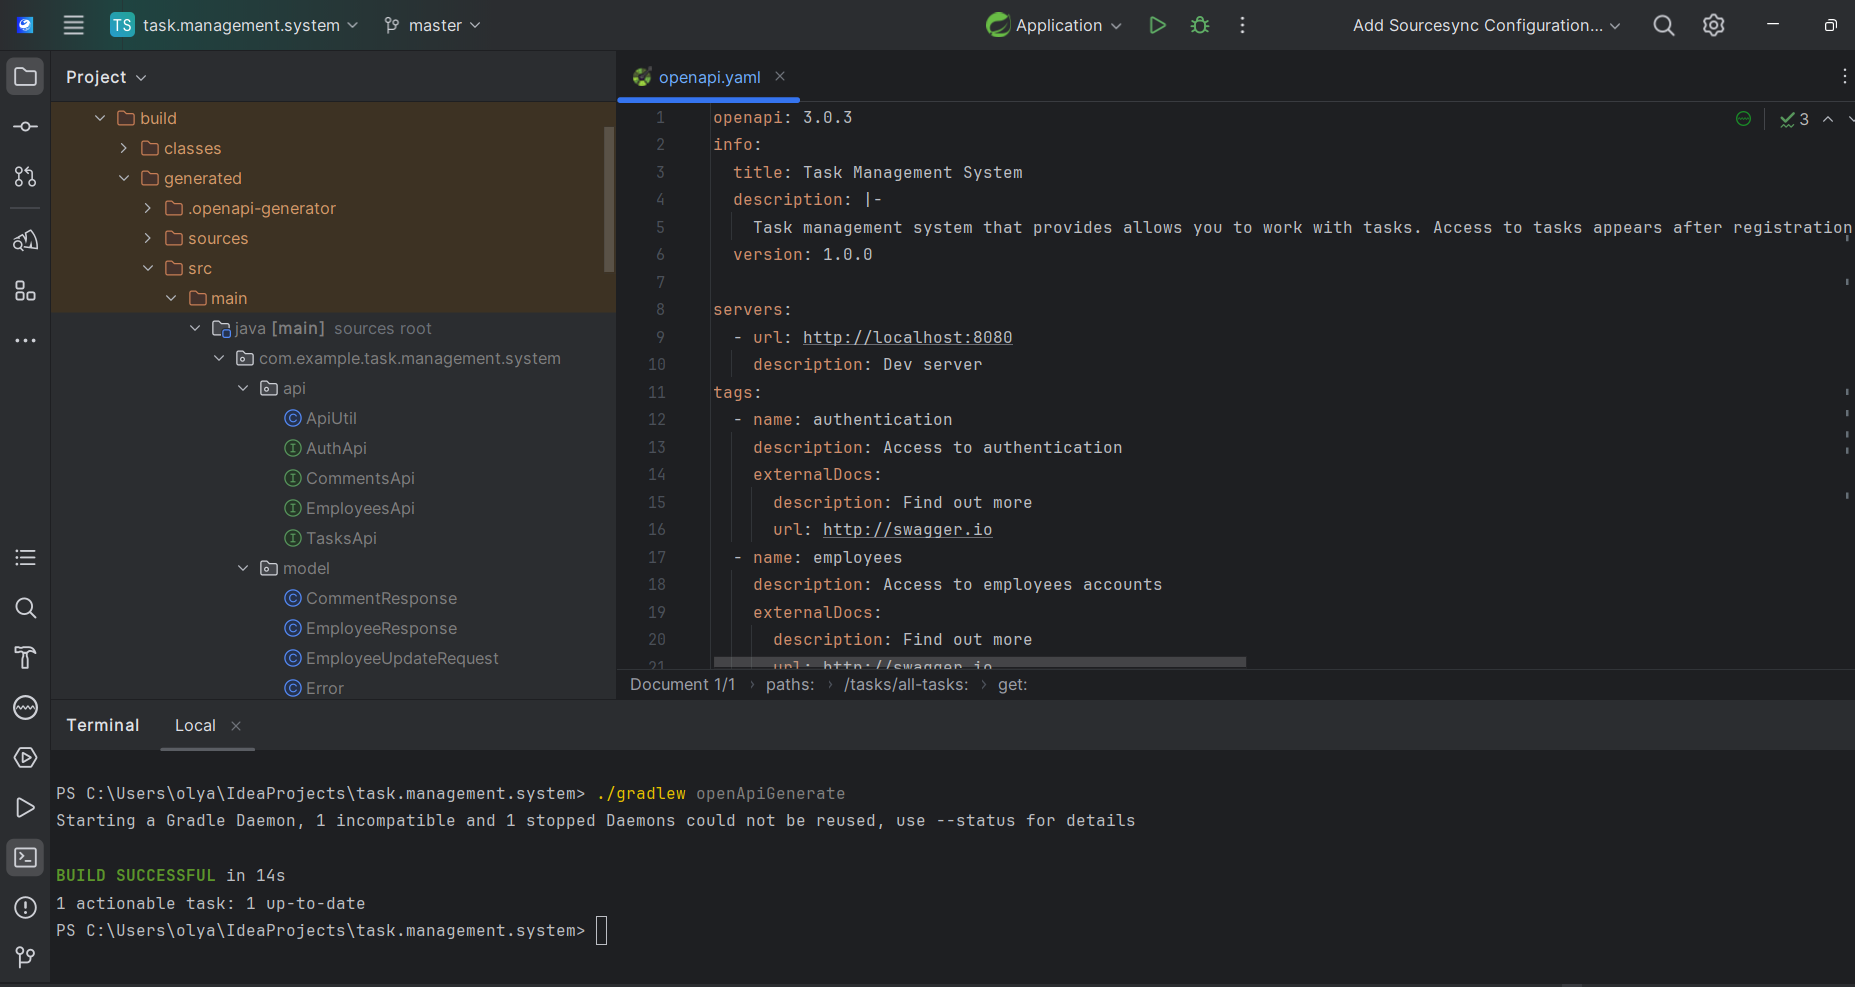 TS task.management.system master Application Add Sourcesync Configuration...
Project
build
classes
generated
.openapi-generator
sources
src
main
java [main] sources root
com.example.task.management.system
api
C ApiUtil
I AuthApi
I CommentsApi
I EmployeesApi
I TasksApi
model
C CommentResponse
C EmployeeResponse
C EmployeeUpdateRequest
C Error
openapi.yaml
3
1 openapi: 3.0.3
2 info:
3 title: Task Management System
4 description: |-
5 Task management system that provides allows you to work with tasks. Access to tasks appears after registration
6 version: 1.0.0
7
8 servers:
9 - url: http://localhost:8080
10 description: Dev server
11 tags:
12 - name: authentication
13 description: Access to authentication
14 externalDocs:
15 description: Find out more
16 url: http://swagger.io
17 - name: employees
18 description: Access to employees accounts
19 externalDocs:
20 description: Find out more
21 url: http://swagger.io
Document 1/1 › paths: › /tasks/all-tasks: › get:
Terminal Local
PS C:\Users\olya\IdeaProjects\task.management.system> ./gradlew openApiGenerate
Starting a Gradle Daemon, 1 incompatible and 1 stopped Daemons could not be reused, use --status for details
BUILD SUCCESSFUL in 14s
1 actionable task: 1 up-to-date
PS C:\Users\olya\IdeaProjects\task.management.system>